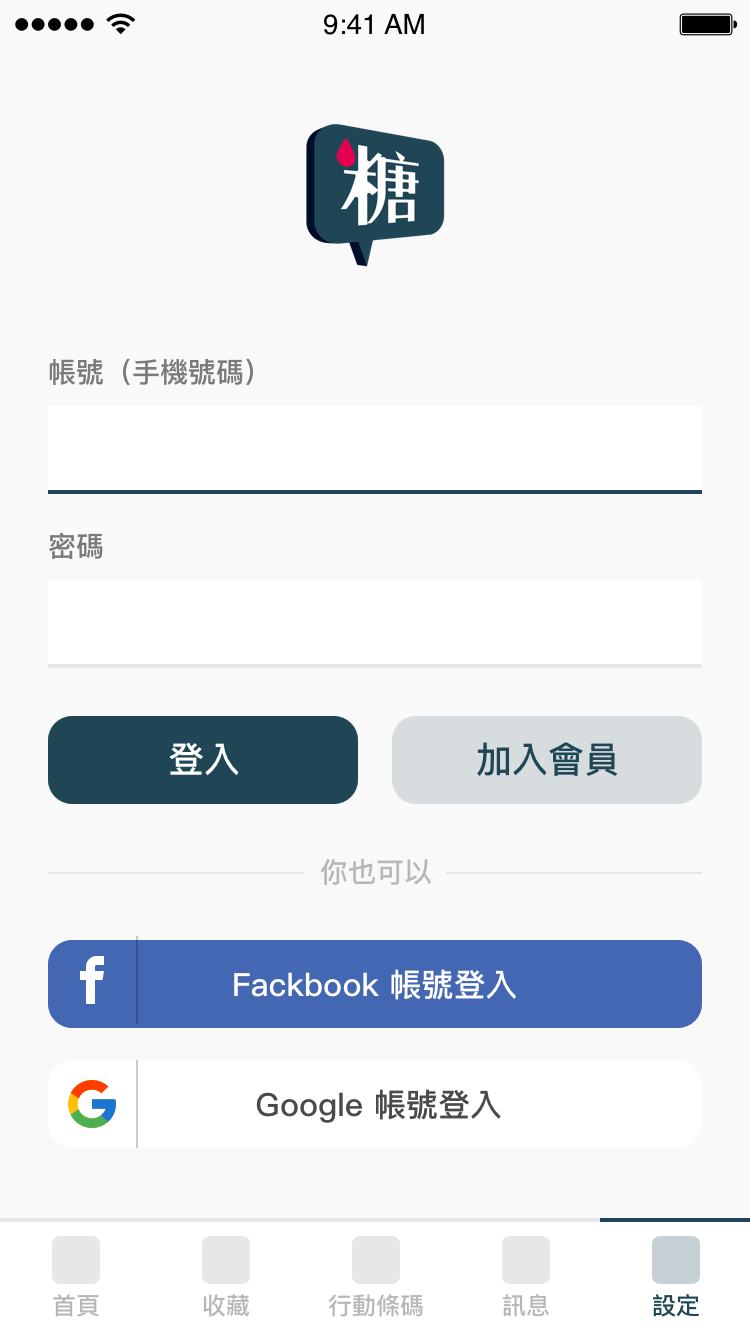 9:41 AM
糖
帳號（手機號碼）
密碼
登入
加入會員
你也可以
Fackbook 帳號登入
Google 帳號登入
首頁
收藏
行動條碼
訊息
設定